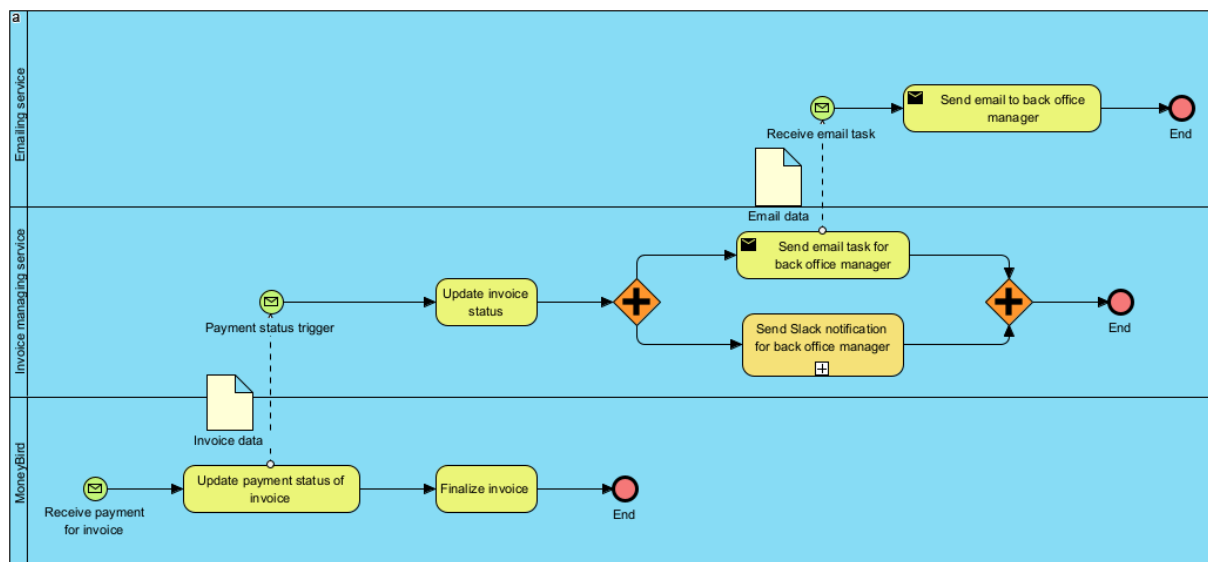 a
Emailing service
Send email to back office
manager
Receive email task
End
Email data
Invoice managing service
Send email task for
back office manager
Update invoice
status
Payment status trigger
Send Slack notification
for back office manager
End
Invoice data
MoneyBird
Update payment status of
invoice
Finalize invoice
Receive payment
for invoice
End